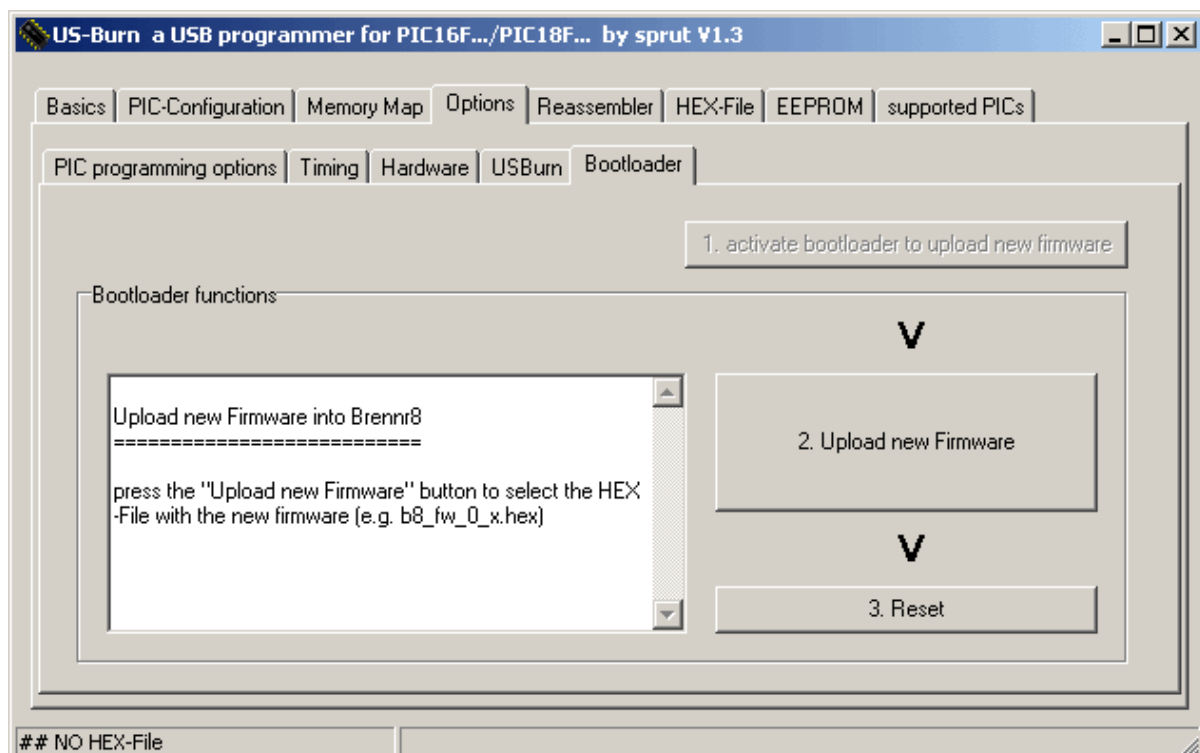 US-Burn a USB programmer for PIC16F.../PIC18F... by sprut V1.3
Basics PIC-Configuration Memory Map Options Reassembler HEX-File EEPROM supported PICs
PIC programming options Timing Hardware USBurn Bootloader
1. activate bootloader to upload new firmware
Bootloader functions
V
Upload new Firmware into Brennr8
===========================
press the "Upload new Firmware" button to select the HEX
-File with the new firmware (e.g. b8_fw_0_x.hex)
2. Upload new Firmware
V
3. Reset
## NO HEX-File